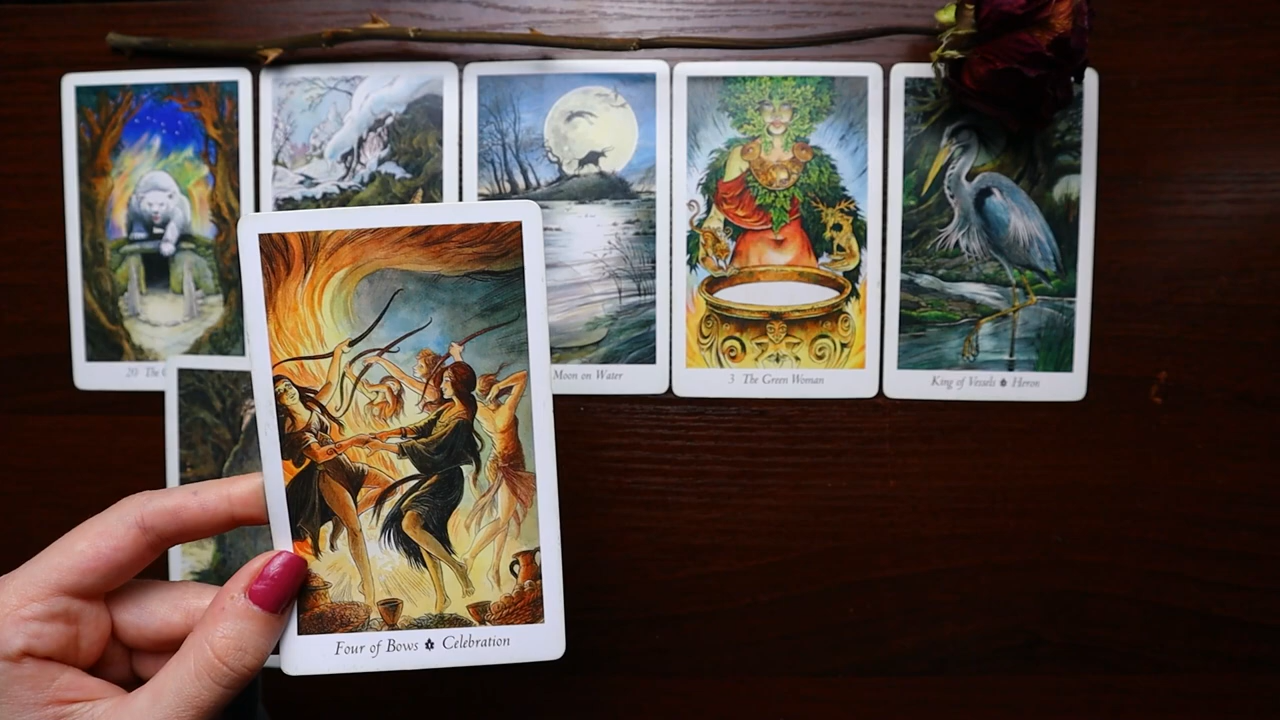 20 The
Moon on Water
3 The Green Woman
King of Vessels Heron
Four of Bows Celebration